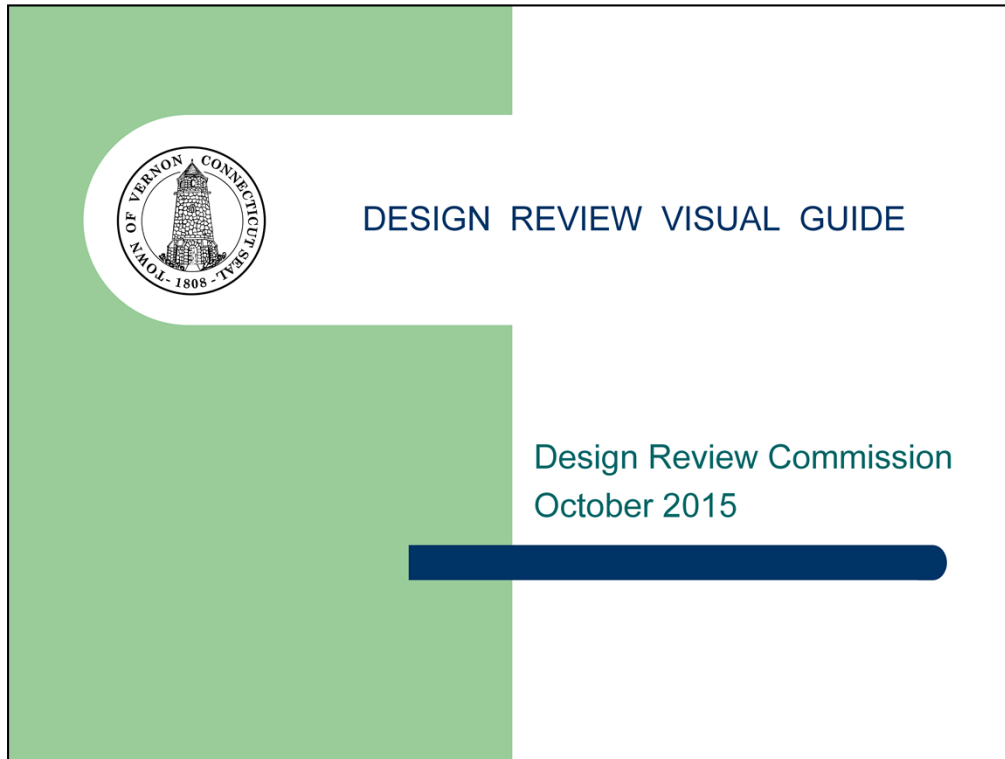 TOWN OF VERNON CONNECTICUT SEAL
- 1808 -
DESIGN REVIEW VISUAL GUIDE
Design Review Commission
October 2015